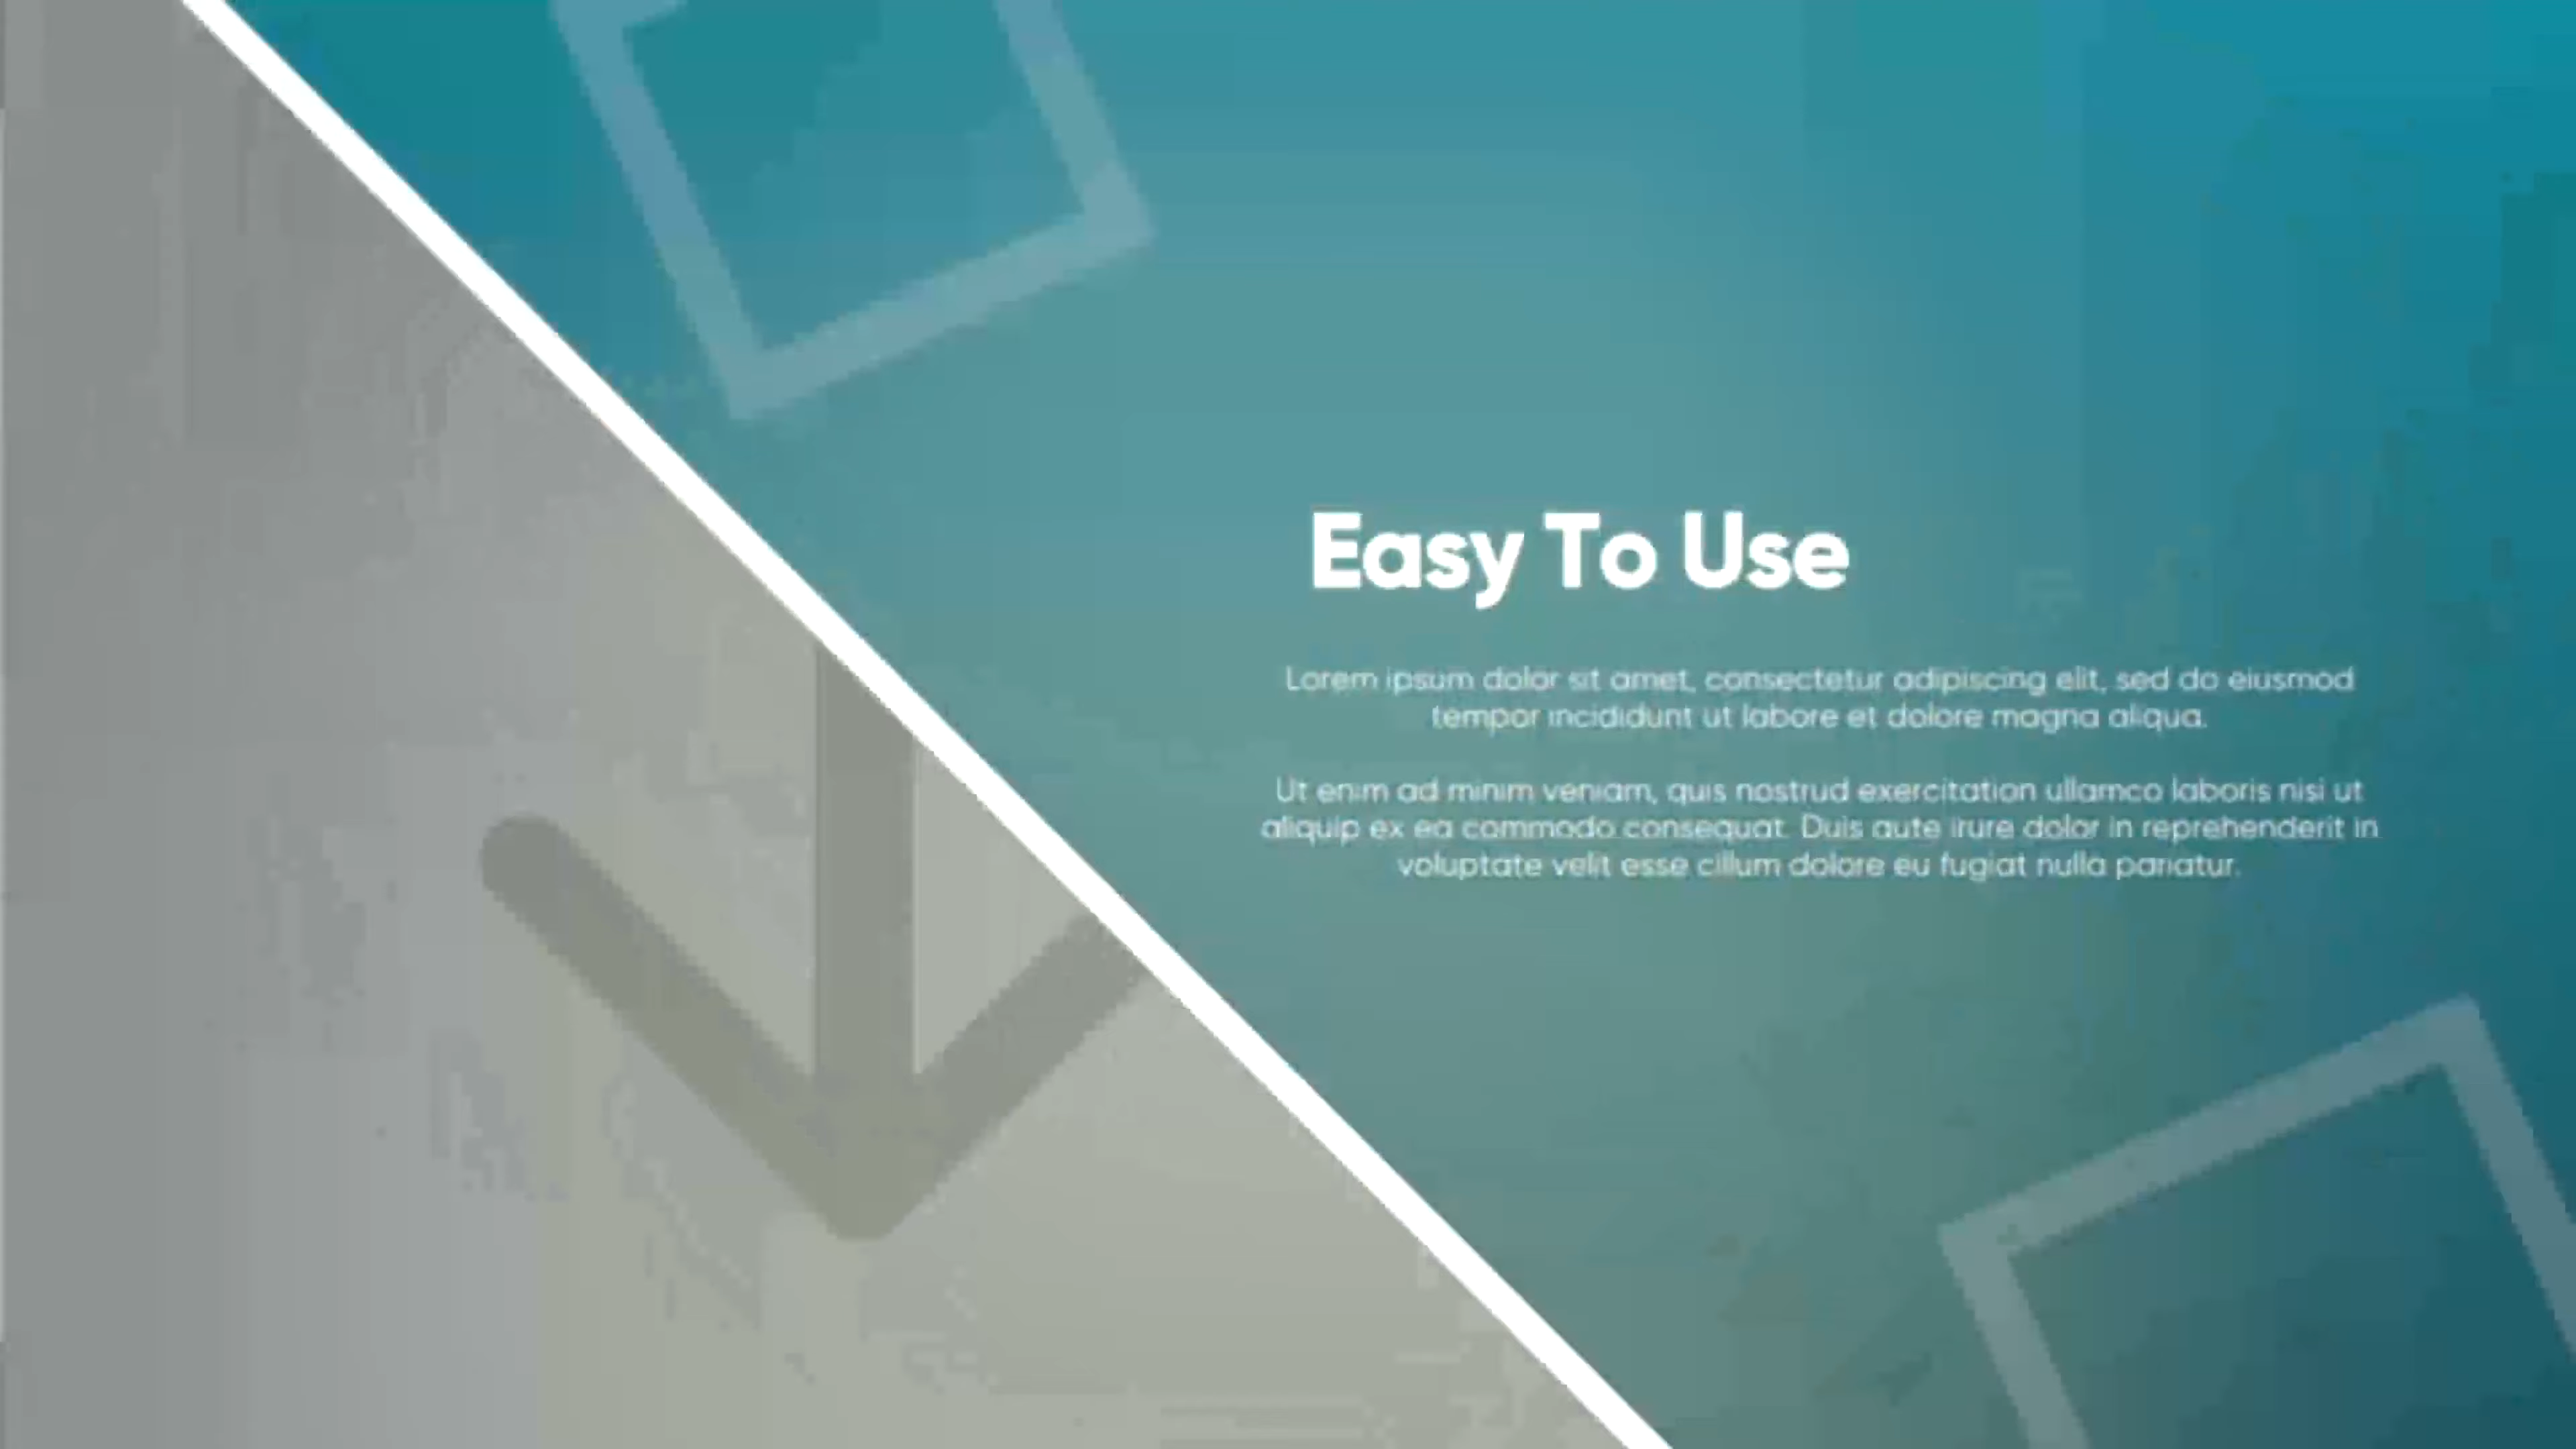 Easy To Use
Lorem ipsum dolor sit amet, consectetur adipiscing elit, sed do eiusmod
tempor incididunt ut labore et dolore magna aliqua.
Ut enim ad minim veniam, quis nostrud exercitation ullamco laboris nisi ut
aliquip ex ea commodo consequat. Duis aute irure dolor in reprehenderit in
voluptate velit esse cillum dolore eu fugiat nulla pariatur.